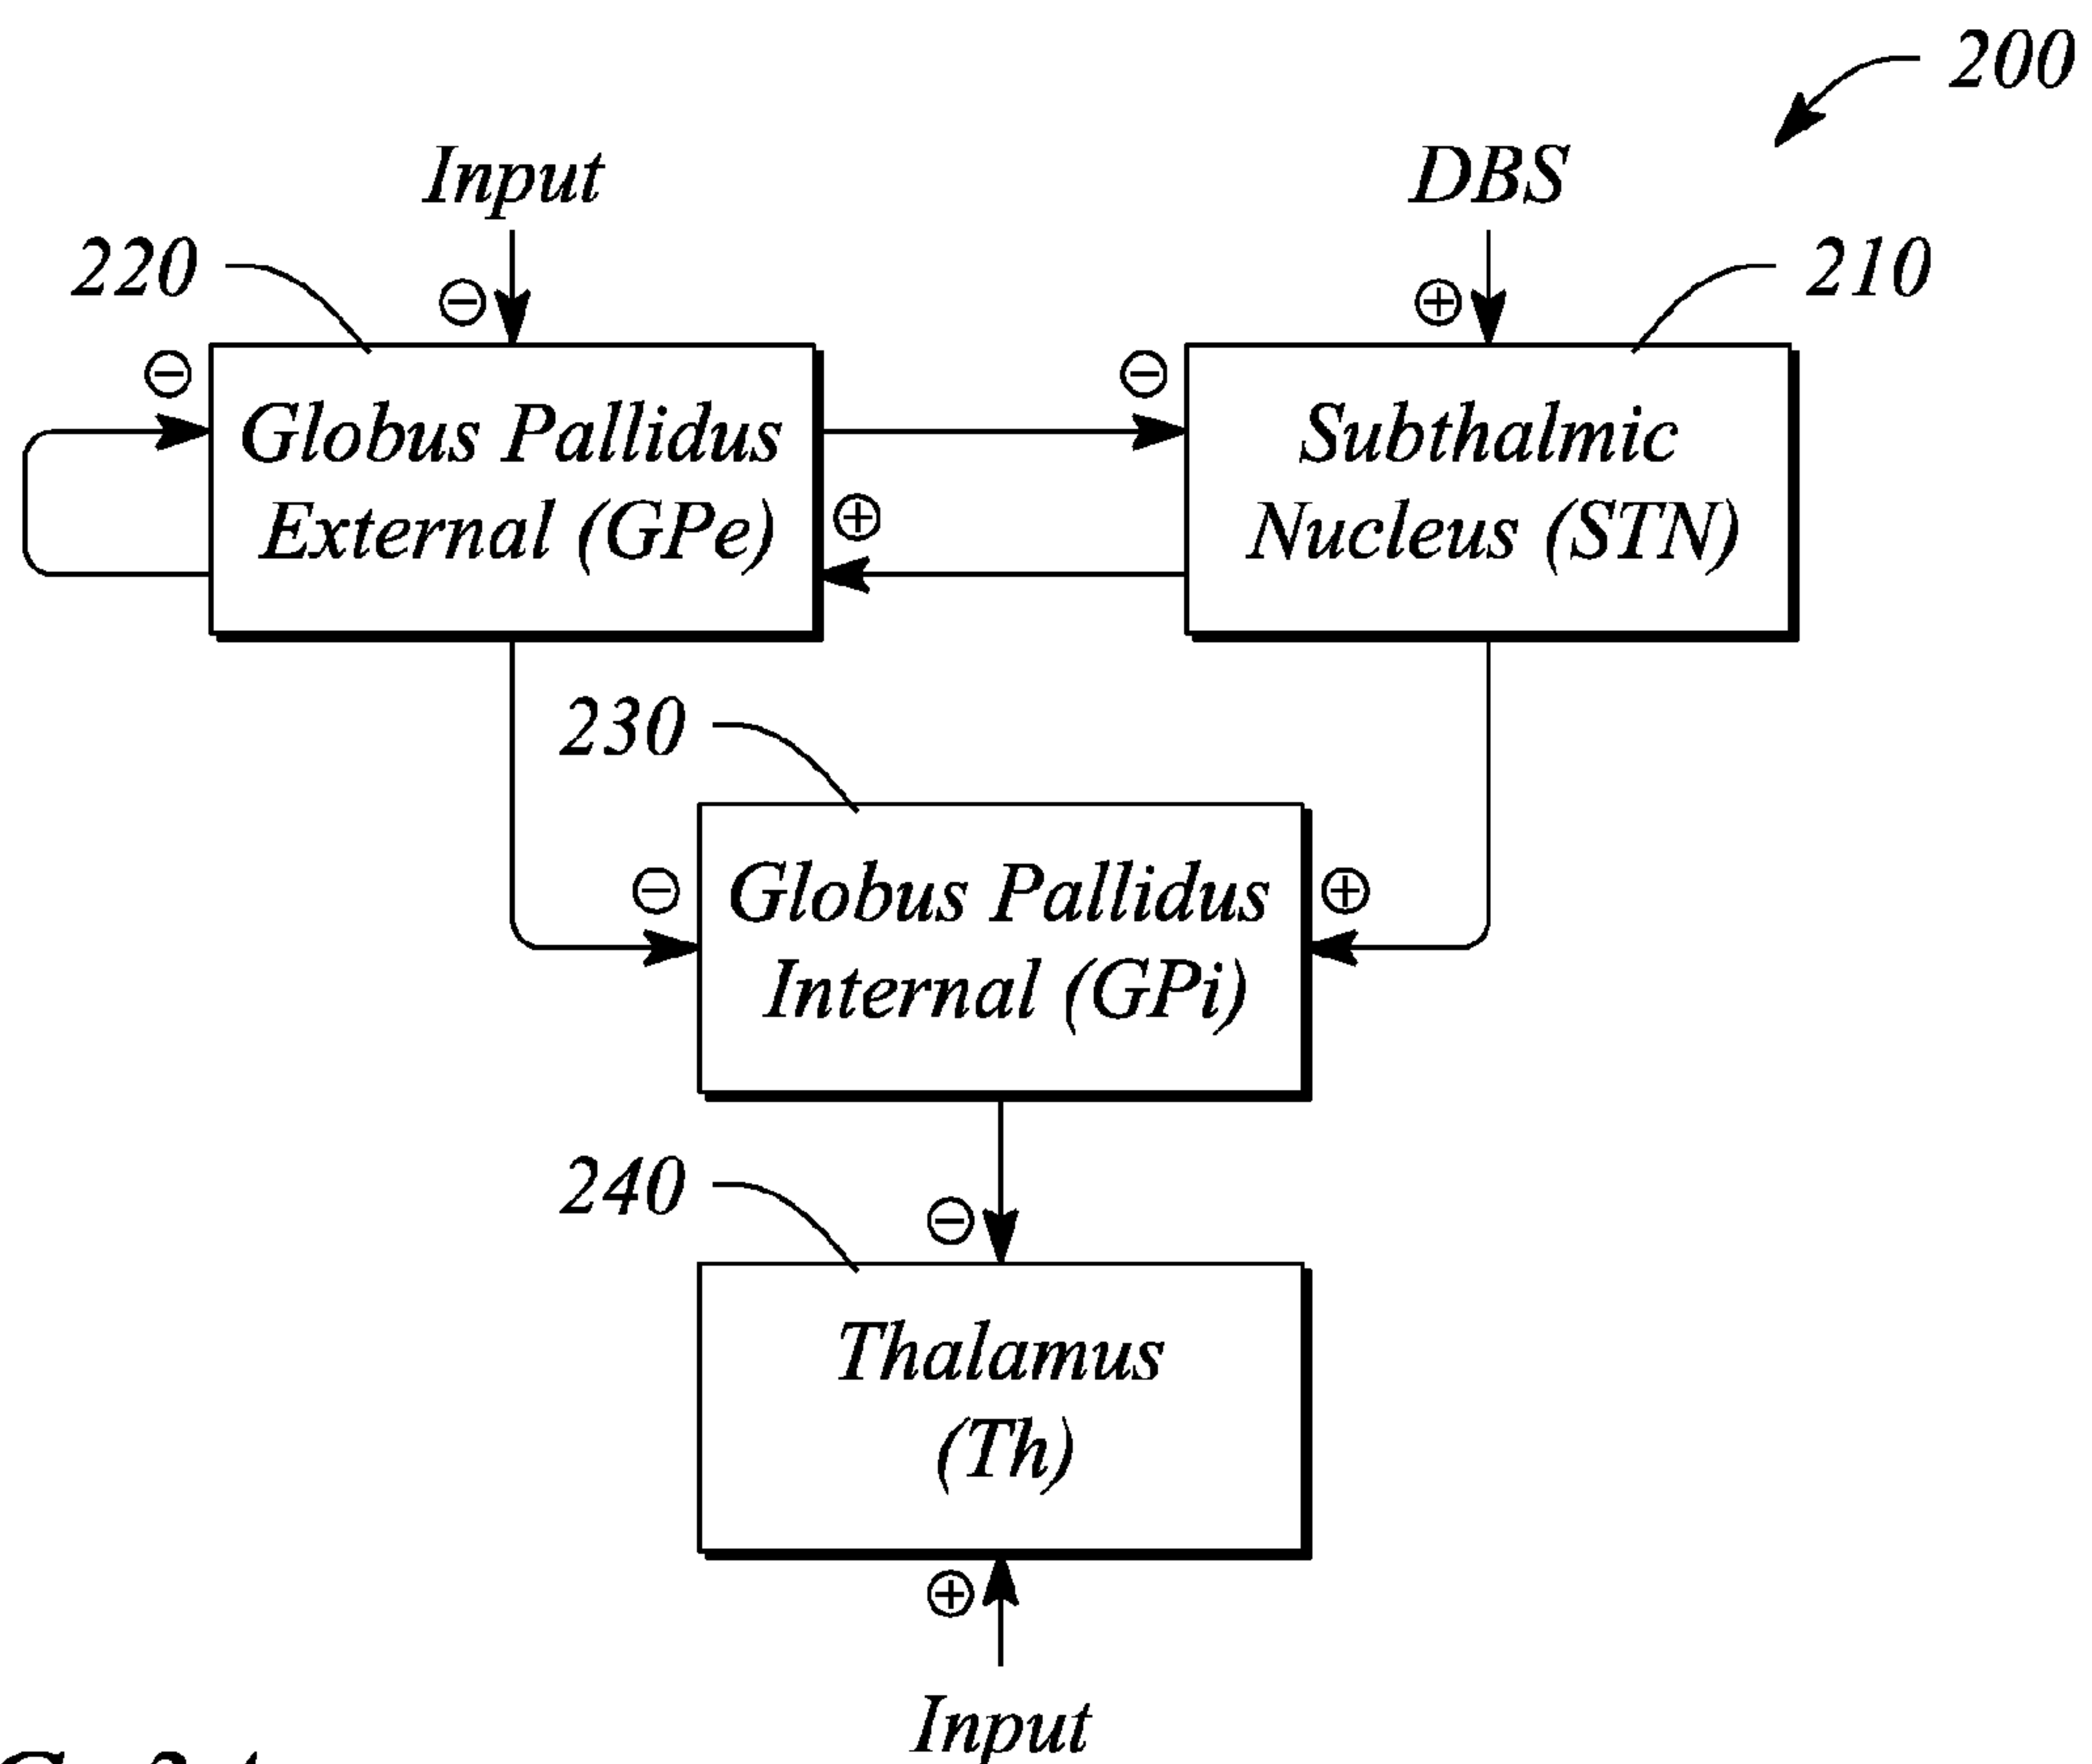 200
Input
DBS
220
210
Globus Pallidus
External (GPe)
Subthalmic
Nucleus (STN)
230
Globus Pallidus
Internal (GPi)
240
Thalamus
(Th)
Input